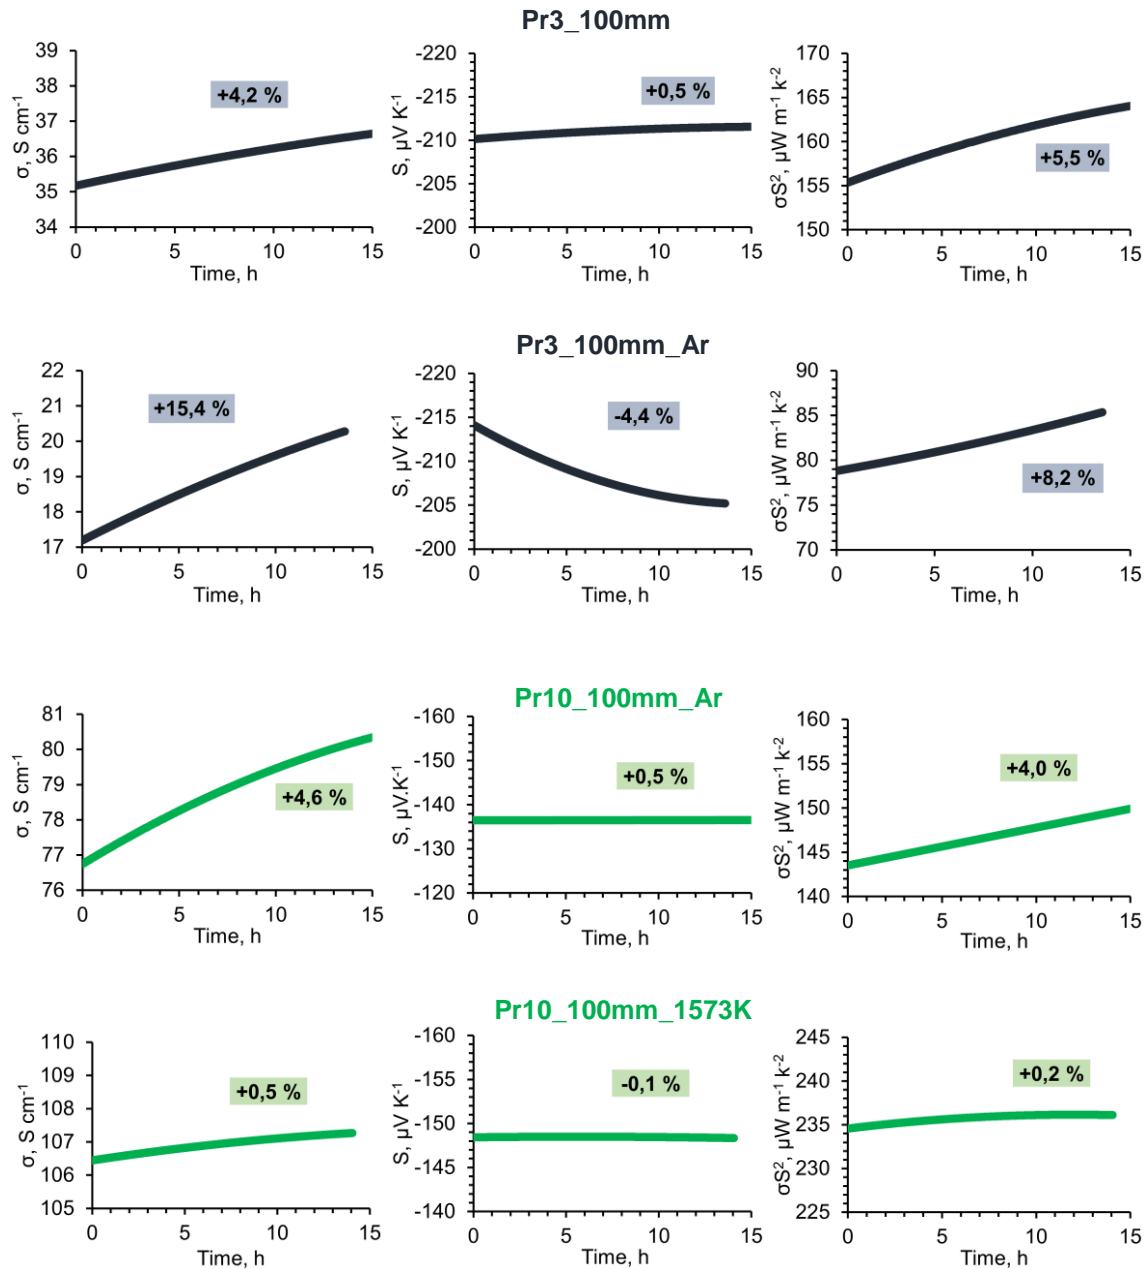 Pr3_100mm
σ, S cm⁻¹
39
38
37
36
35
34
+4,2 %
0 5 10 15
Time, h
S, µV K⁻¹
-220
-215
-210
-205
-200
+0,5 %
0 5 10 15
Time, h
σS², µW m⁻¹ k⁻²
170
165
160
155
150
+5,5 %
0 5 10 15
Time, h
Pr3_100mm_Ar
σ, S cm⁻¹
22
21
20
19
18
17
+15,4 %
0 5 10 15
Time, h
S, µV K⁻¹
-220
-215
-210
-205
-200
-4,4 %
0 5 10 15
Time, h
σS², µW m⁻¹ k⁻²
90
85
80
75
70
+8,2 %
0 5 10 15
Time, h
Pr10_100mm_Ar
σ, S cm⁻¹
81
80
79
78
77
76
+4,6 %
0 5 10 15
Time, h
S, µV.K⁻¹
-160
-150
-140
-130
-120
+0,5 %
0 5 10 15
Time, h
σS², µW m⁻¹ k⁻²
160
155
150
145
140
+4,0 %
0 5 10 15
Time, h
Pr10_100mm_1573K
σ, S cm⁻¹
110
109
108
107
106
105
+0,5 %
0 5 10 15
Time, h
S, µV K⁻¹
-160
-155
-150
-145
-140
-0,1 %
0 5 10 15
Time, h
σS², µW m⁻¹ k⁻²
245
240
235
230
225
+0,2 %
0 5 10 15
Time, h